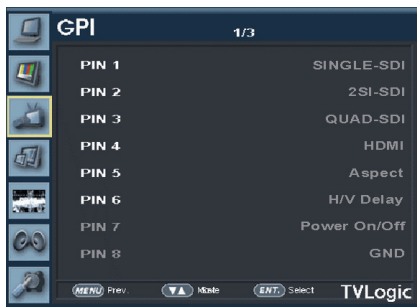 GPI 1/3
PIN 1 SINGLE-SDI
PIN 2 2SI-SDI
PIN 3 QUAD-SDI
PIN 4 HDMI
PIN 5 Aspect
PIN 6 H/V Delay
PIN 7 Power On/Off
PIN 8 GND
MENU Prev. ▼▲ ENT. Select TVLogic